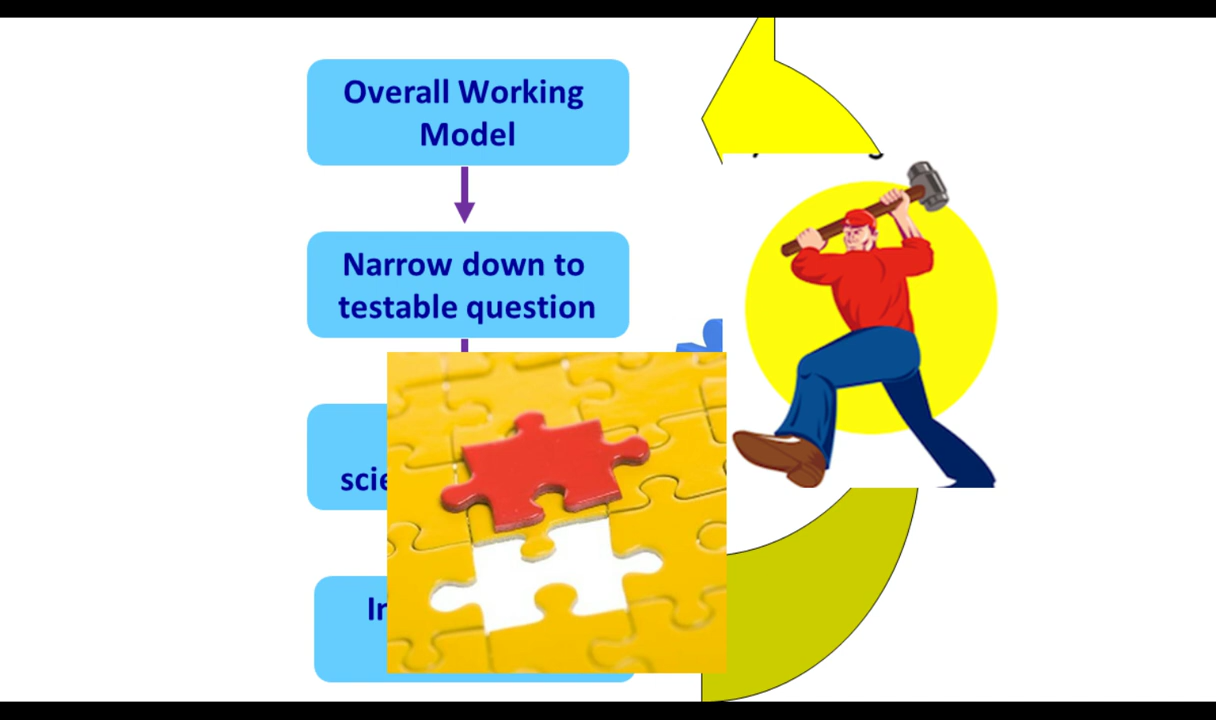 Overall Working
Model
Narrow down to
testable question